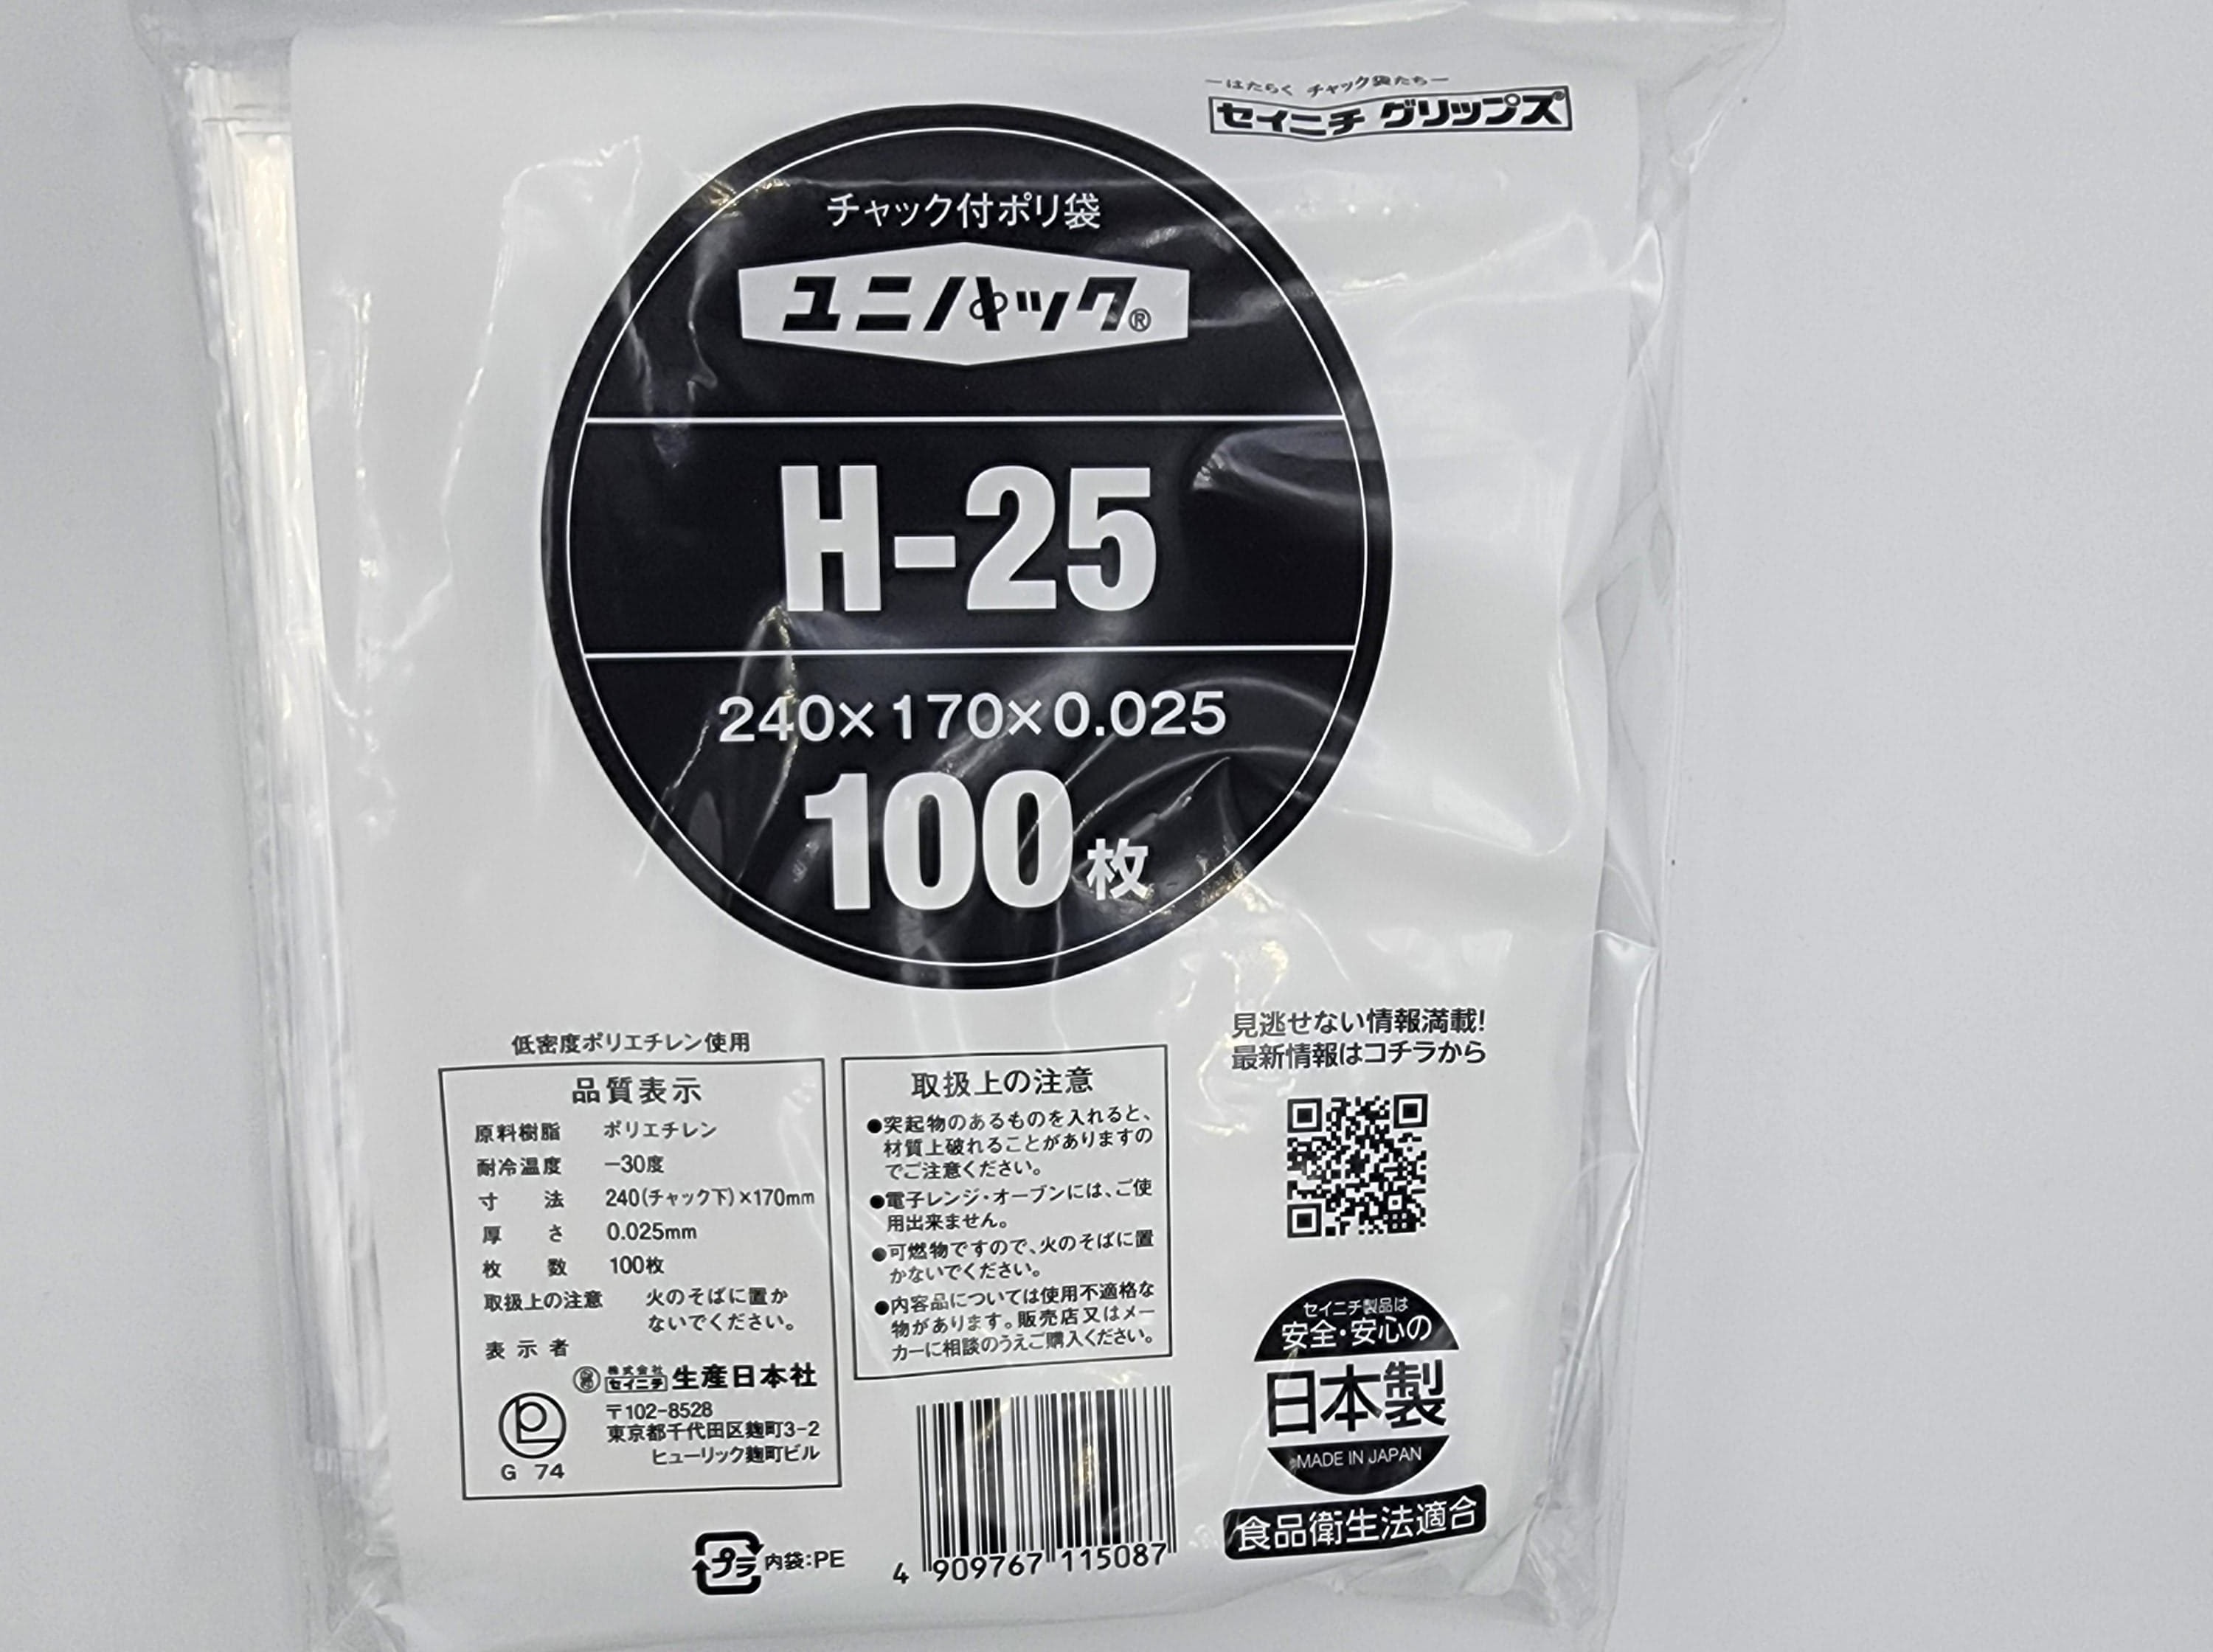 —はたらく チャック袋たち—
セイニチ グリップス®
チャック付ポリ袋
ユニパック®
H-25
240×170×0.025
100枚
低密度ポリエチレン使用
品質表示
原料樹脂 ポリエチレン
耐冷温度 −30度
寸法 240(チャック下)×170mm
厚さ 0.025mm
枚数 100枚
取扱上の注意 火のそばに置か
ないでください。
表示者
株式会社
セイニチ 生産日本社
〒102-8528
東京都千代田区麹町3-2
ヒューリック麹町ビル
G 74
取扱上の注意
●突起物のあるものを入れると、
材質上破れることがありますの
でご注意ください。
●電子レンジ・オーブンには、ご使
用出来ません。
●可燃物ですので、火のそばに置
かないでください。
●内容品については使用不適格な
物があります。販売店又はメー
カーに相談のうえご購入ください。
見逃せない情報満載!
最新情報はコチラから
セイニチ製品は
安全・安心の
日本製
MADE IN JAPAN
食品衛生法適合
プラ 内袋:PE
4 909767 115087